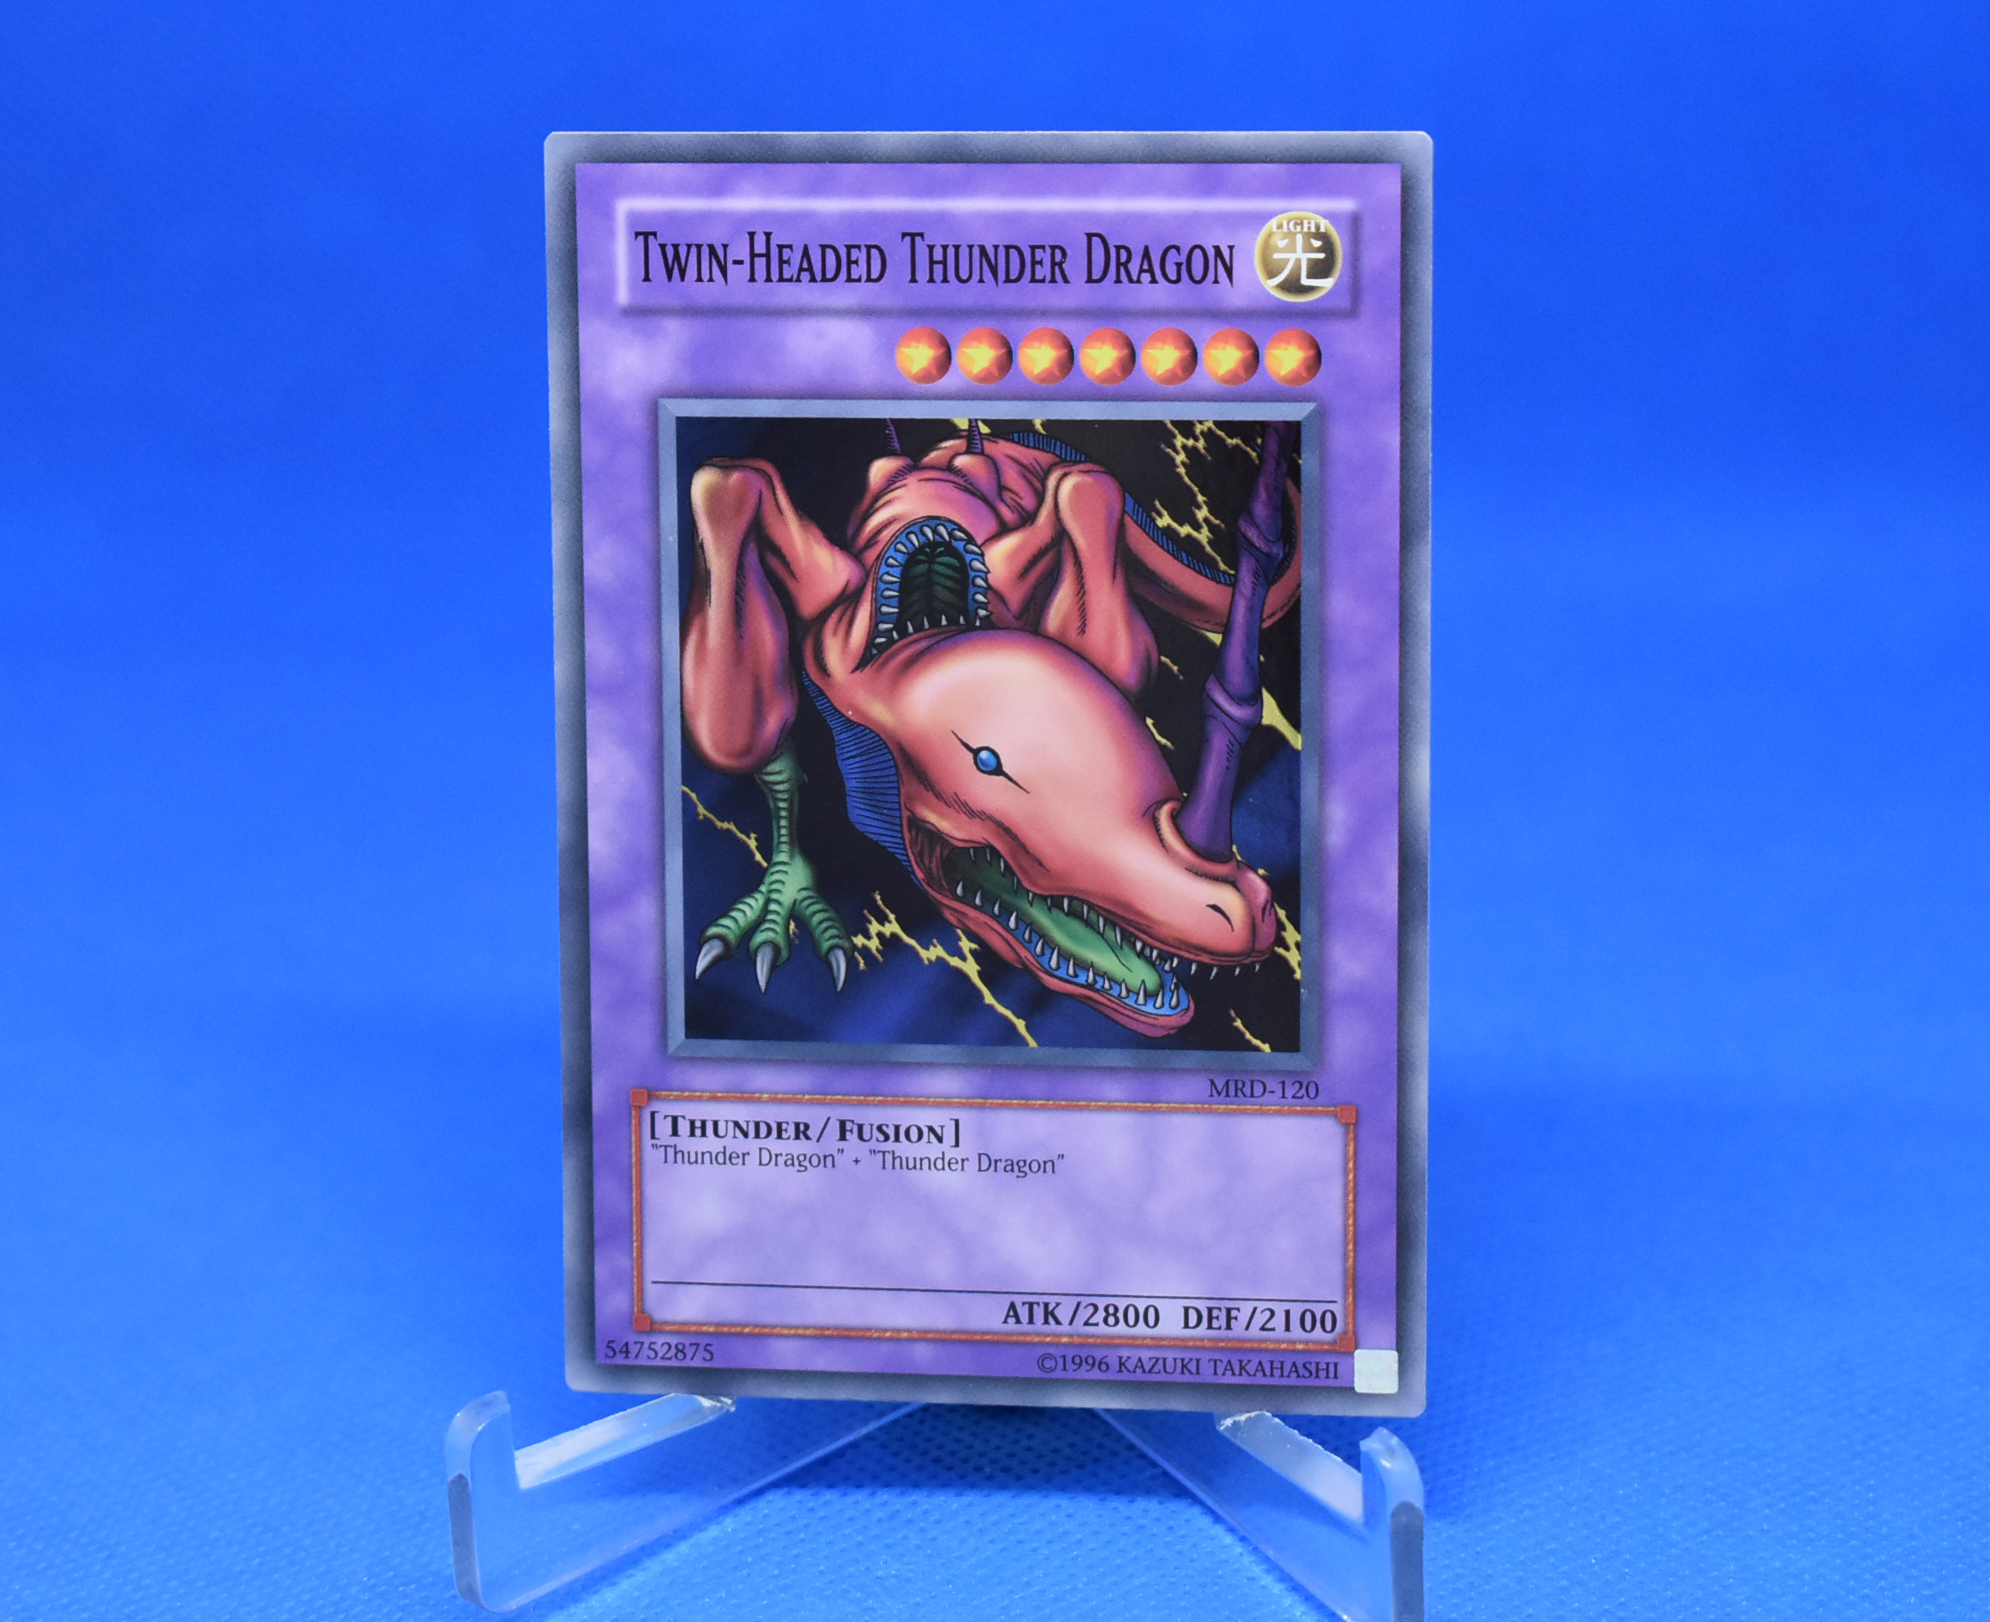 Twin-Headed Thunder Dragon
LIGHT
光
MRD-120
[Thunder/Fusion]
"Thunder Dragon" + "Thunder Dragon"
ATK/2800 DEF/2100
54752875
©1996 KAZUKI TAKAHASHI